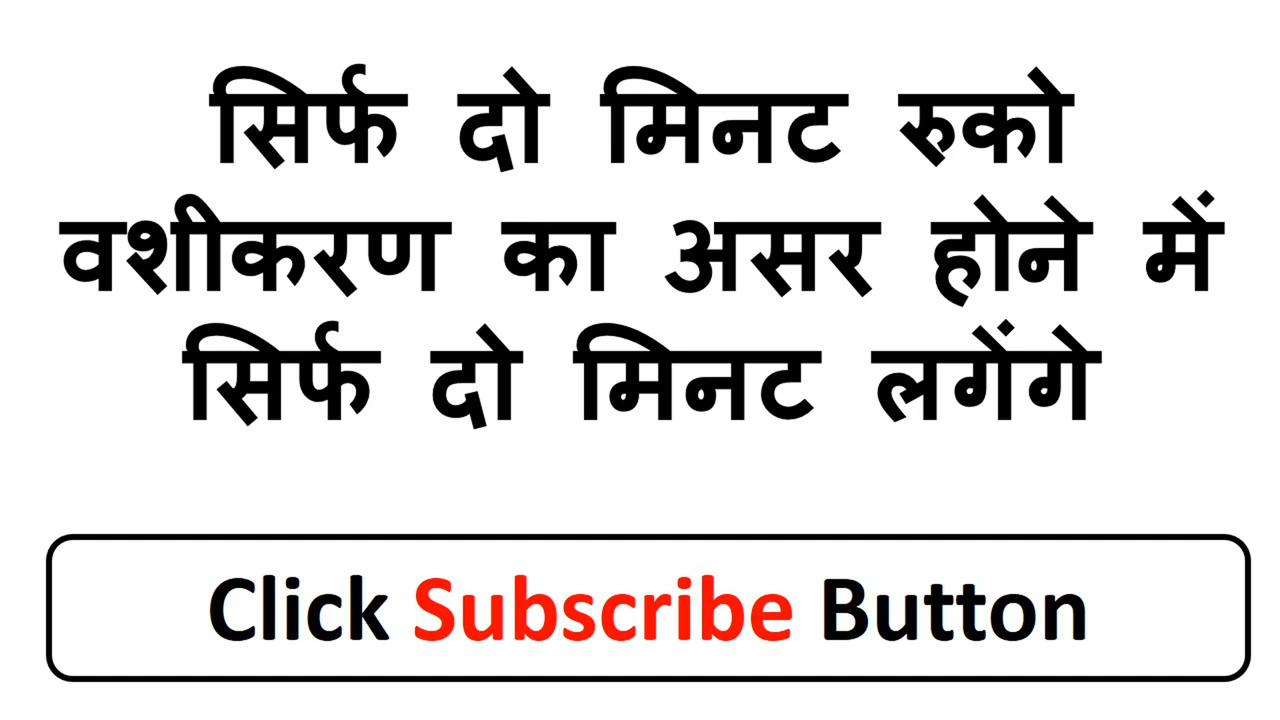 सिर्फ दो मिनट रुको
वशीकरण का असर होने में
सिर्फ दो मिनट लगेंगे
Click Subscribe Button